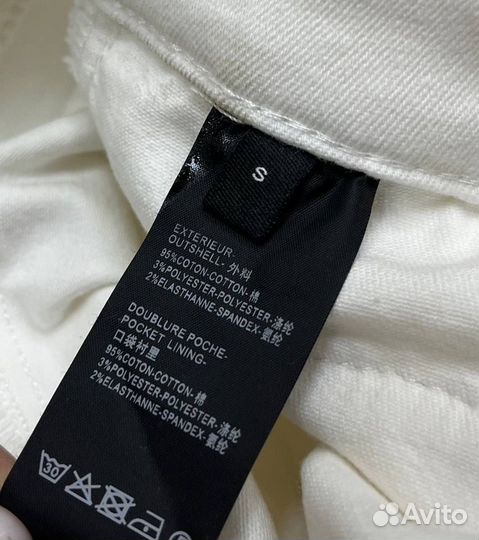 S
EXTERIEUR-
OUTSHELL-外料
95%COTON-COTTON-棉
3%POLYESTER-POLYESTER-涤纶
2%ELASTHANNE-SPANDEX-氨纶
DOUBLURE POCHE-
POCKET LINING-
口袋衬里-
95%COTON-COTTON-棉
3%POLYESTER-POLYESTER-涤纶
2%ELASTHANNE-SPANDEX-氨纶
30
Avito